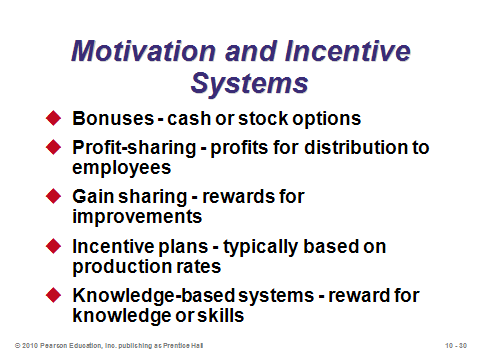 Motivation and Incentive
Systems
Bonuses - cash or stock options
Profit-sharing - profits for distribution to
employees
Gain sharing - rewards for
improvements
Incentive plans - typically based on
production rates
Knowledge-based systems - reward for
knowledge or skills
© 2010 Pearson Education, Inc. publishing as Prentice Hall
10 - 30